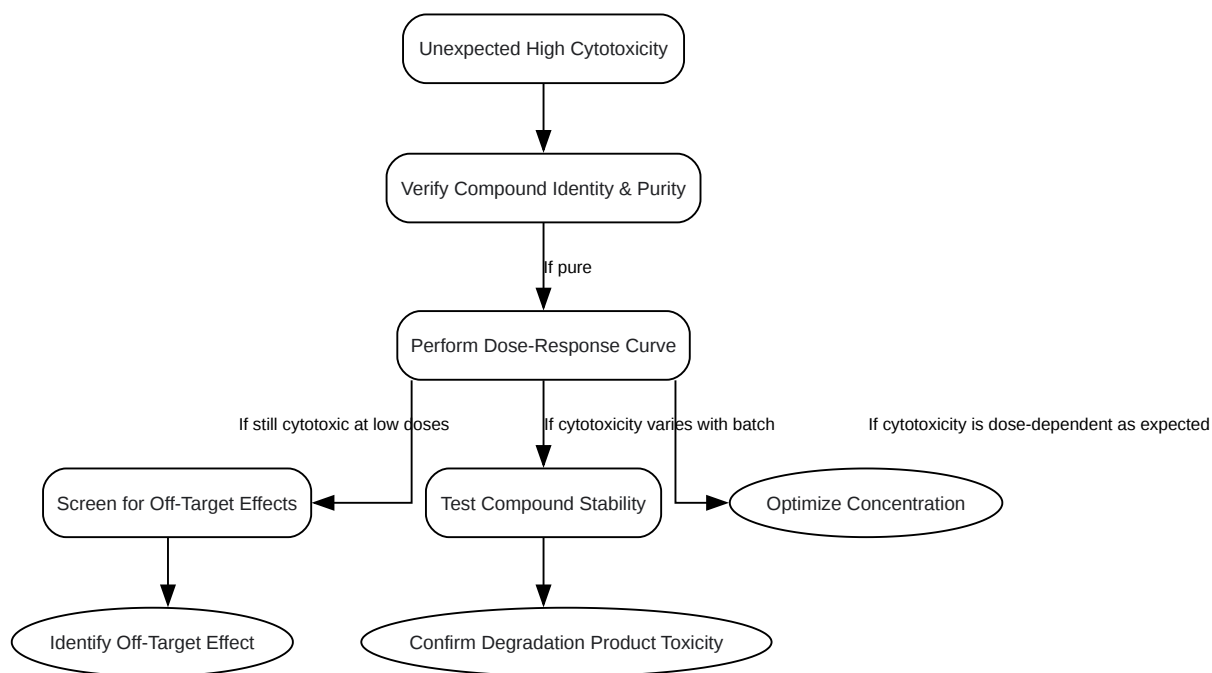 Unexpected High Cytotoxicity
Verify Compound Identity & Purity
If pure
Perform Dose-Response Curve
If still cytotoxic at low doses
If cytotoxicity varies with batch
If cytotoxicity is dose-dependent as expected
Screen for Off-Target Effects
Test Compound Stability
Optimize Concentration
Identify Off-Target Effect
Confirm Degradation Product Toxicity